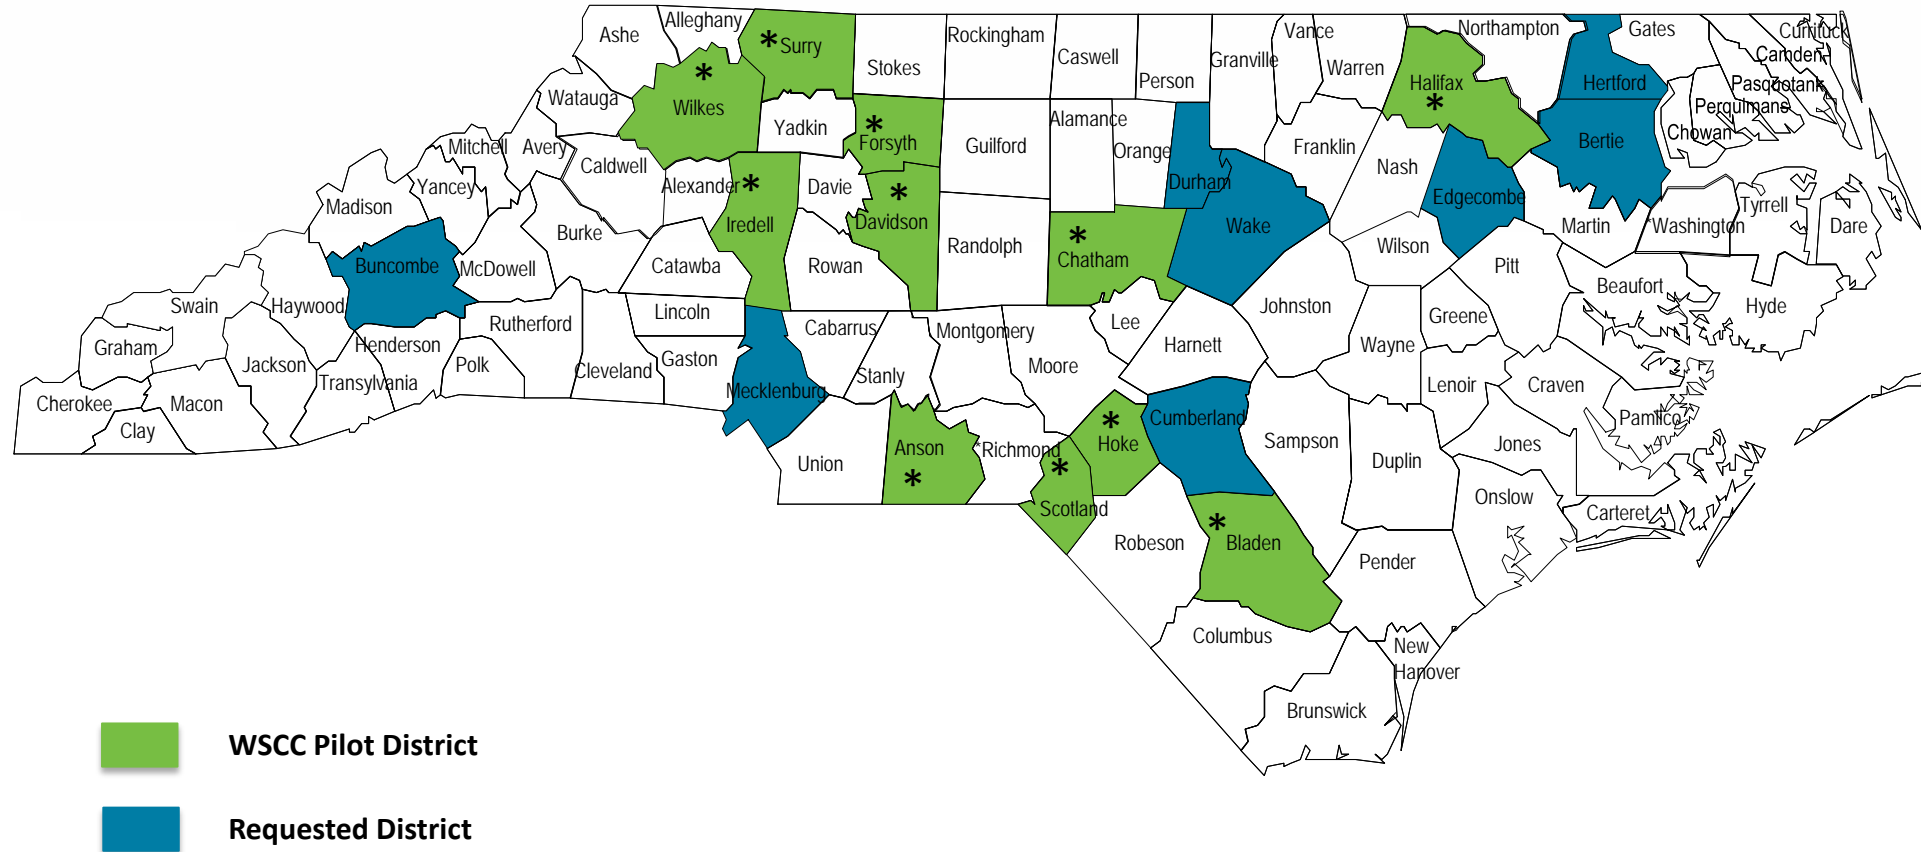 Ashe
Alleghany
* Surry
Stokes
Rockingham
Caswell
Person
Granville
Vance
Warren
Northampton
Gates
Currituck
Camden
Pasquotank
Perquimans
Chowan
Hertford
Halifax
*
Bertie
Watauga
*
Wilkes
Yadkin
*
Forsyth
Guilford
Alamance
Orange
Durham
Franklin
Nash
Edgecombe
Martin
*Washington
Tyrrell
Dare
Mitchell
Avery
Caldwell
Alexander
*
Iredell
Davie
*
Davidson
Yancey
Madison
Burke
Catawba
Rowan
Randolph
*
Chatham
Wake
Wilson
Pitt
Beaufort
Hyde
Buncombe
McDowell
Swain
Haywood
Rutherford
Lincoln
Cabarrus
Montgomery
Lee
Johnston
Greene
Graham
Jackson
Henderson
Transylvania
Polk
Cleveland
Gaston
Mecklenburg
Stanly
Moore
Harnett
Wayne
Lenoir
Craven
Pamlico
Cherokee
Macon
Clay
Union
Anson
*
*Richmond
*
Hoke
*
Scotland
Cumberland
Sampson
Duplin
Jones
Onslow
Carteret
Robeson
*
Bladen
Pender
Columbus
New
Hanover
Brunswick
WSCC Pilot District
Requested District